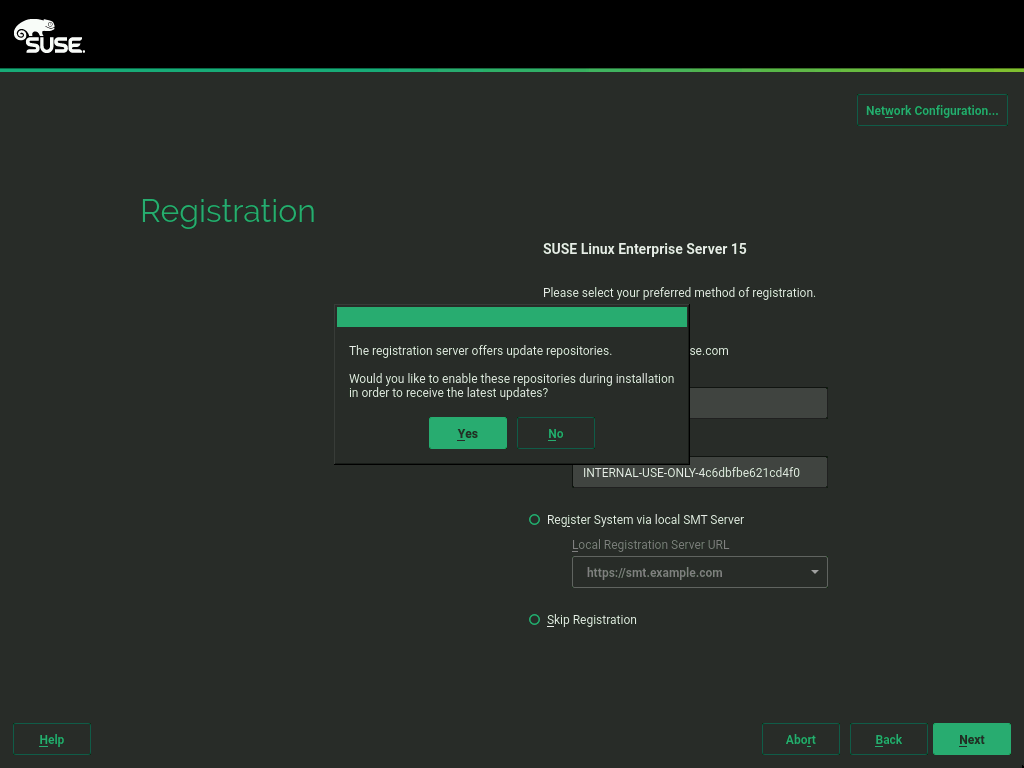 SUSE.
Network Configuration...
Registration
SUSE Linux Enterprise Server 15
Please select your preferred method of registration.
se.com
The registration server offers update repositories.
Would you like to enable these repositories during installation
in order to receive the latest updates?
Yes
No
INTERNAL-USE-ONLY-4c6dbfbe621cd4f0
Register System via local SMT Server
Local Registration Server URL
https://smt.example.com
Skip Registration
Help
Abort
Back
Next